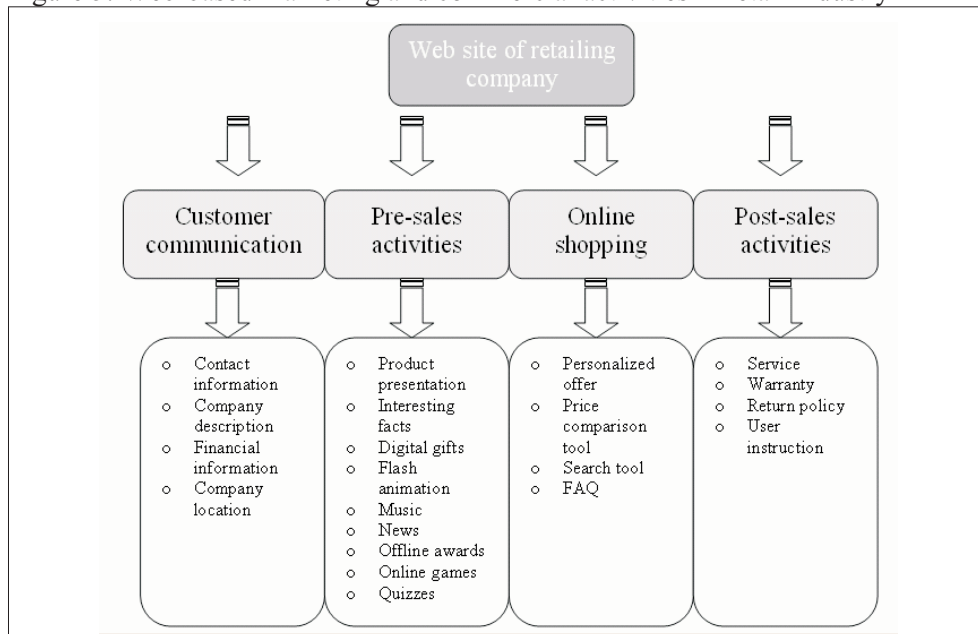 Web site of retailing
company
Customer
communication
Pre-sales
activities
Online
shopping
Post-sales
activities
o Contact
information
o Company
description
o Financial
information
o Company
location
o Product
presentation
o Interesting
facts
o Digital gifts
o Flash
animation
o Music
o News
o Offline awards
o Online games
o Quizzes
o Personalized
offer
o Price
comparison
tool
o Search tool
o FAQ
o Service
o Warranty
o Return policy
o User
instruction